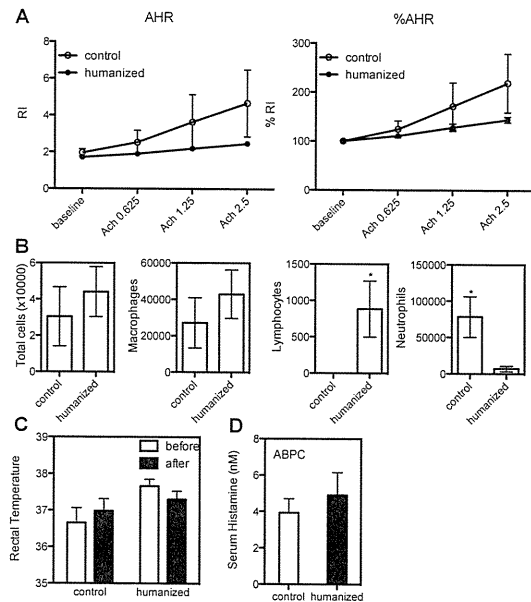 A
AHR
%AHR
8
6
4
2
0
RI
control
humanized
baseline
Ach 0.625
Ach 1.25
Ach 2.5
300
200
100
0
% RI
control
humanized
baseline
Ach 0.625
Ach 1.25
Ach 2.5
B
Total cells (x10000)
6
4
2
0
control
humanized
Macrophages
60000
40000
20000
0
control
humanized
Lymphocytes
1500
1000
500
0
*
control
humanized
Neutrophils
150000
100000
50000
0
*
control
humanized
C
Rectal Temperature
39
38
37
36
35
before
after
control
humanized
D
Serum Histamine (nM)
8
6
4
2
0
ABPC
control
humanized